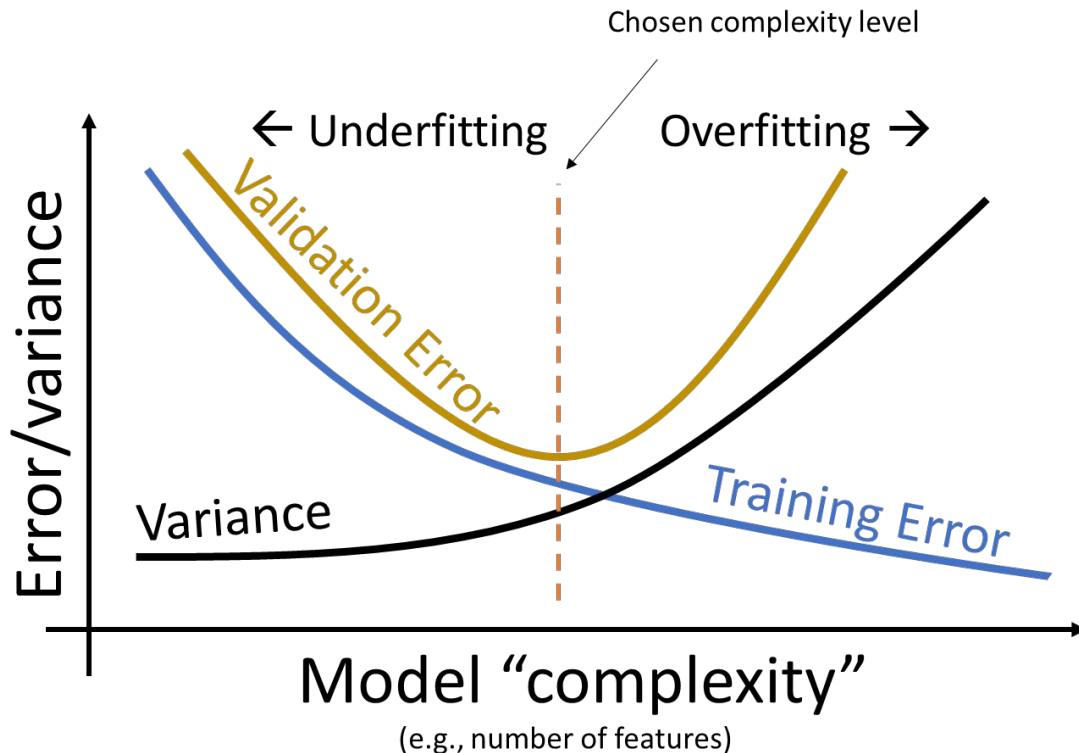 Chosen complexity level
← Underfitting
Overfitting →
Error/variance
Validation Error
Variance
Training Error
Model “complexity”
(e.g., number of features)